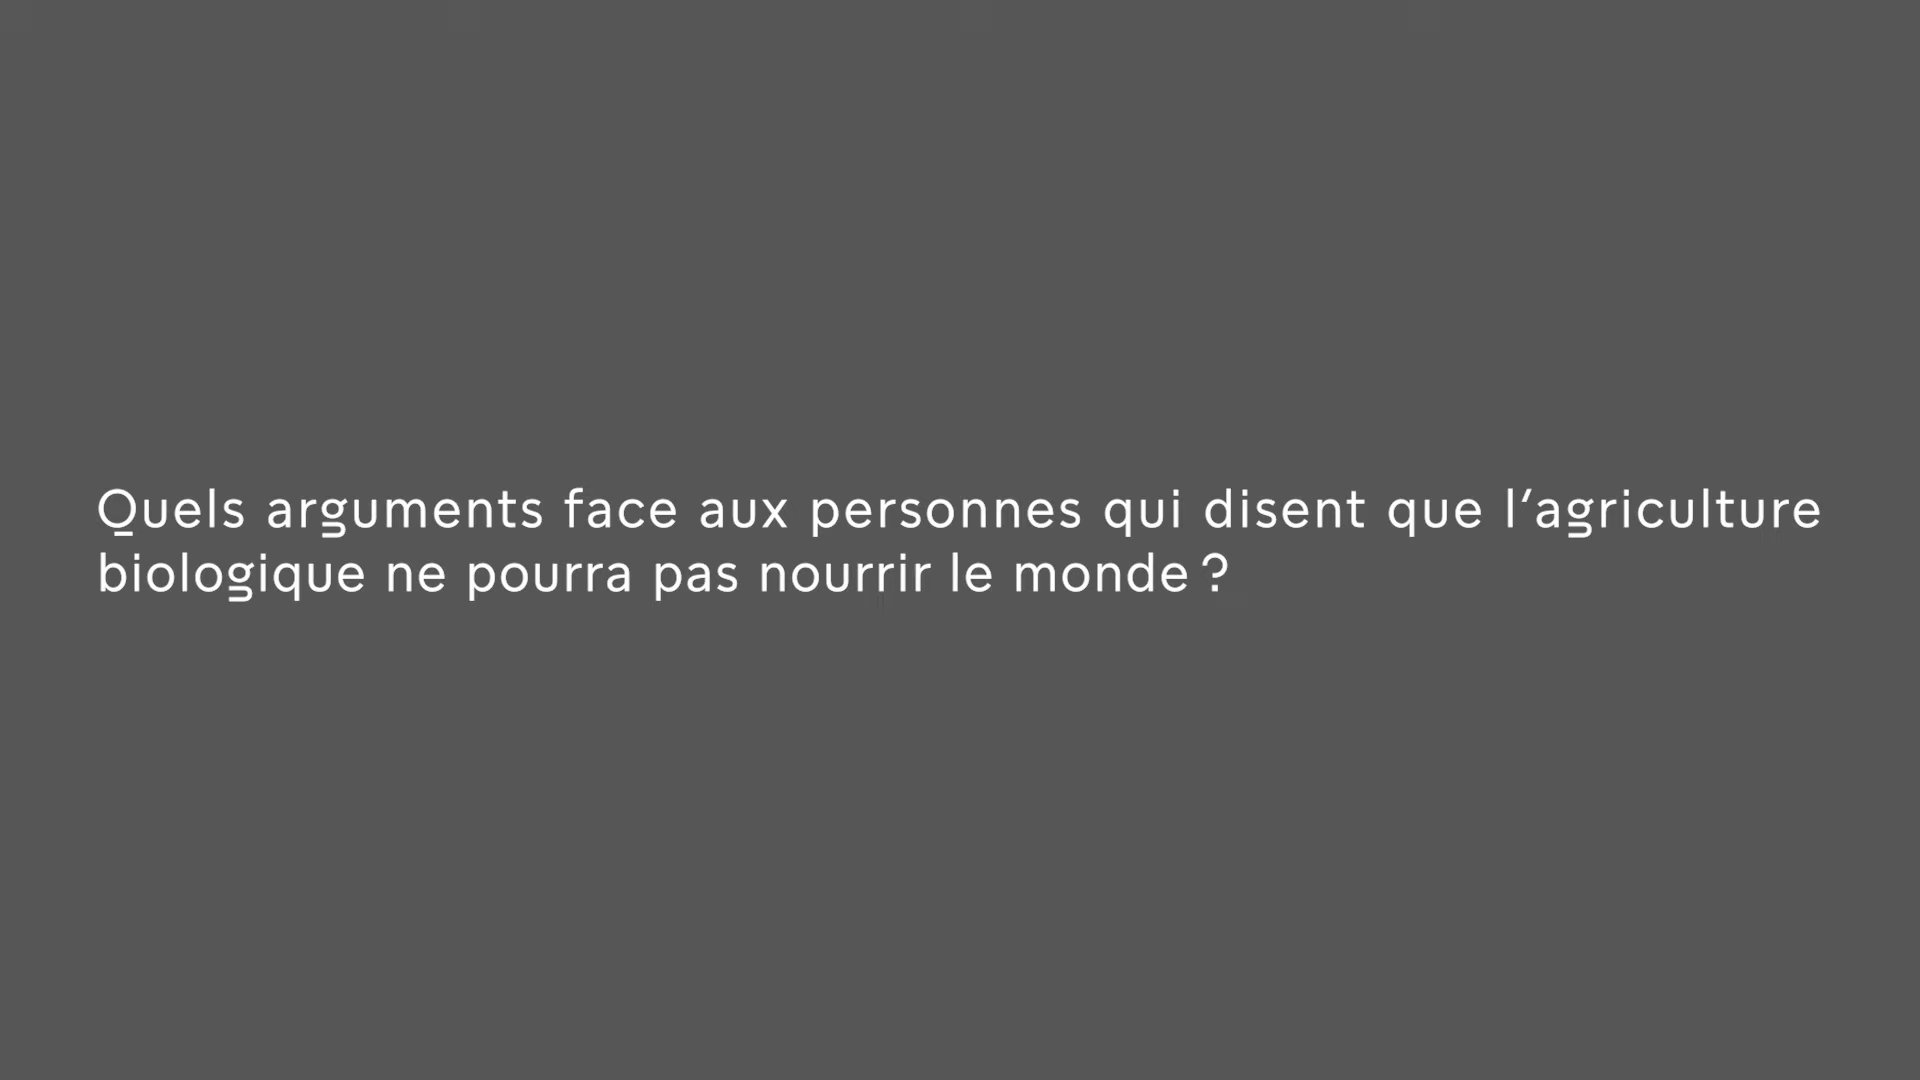 Quels arguments face aux personnes qui disent que l’agriculture
biologique ne pourra pas nourrir le monde ?